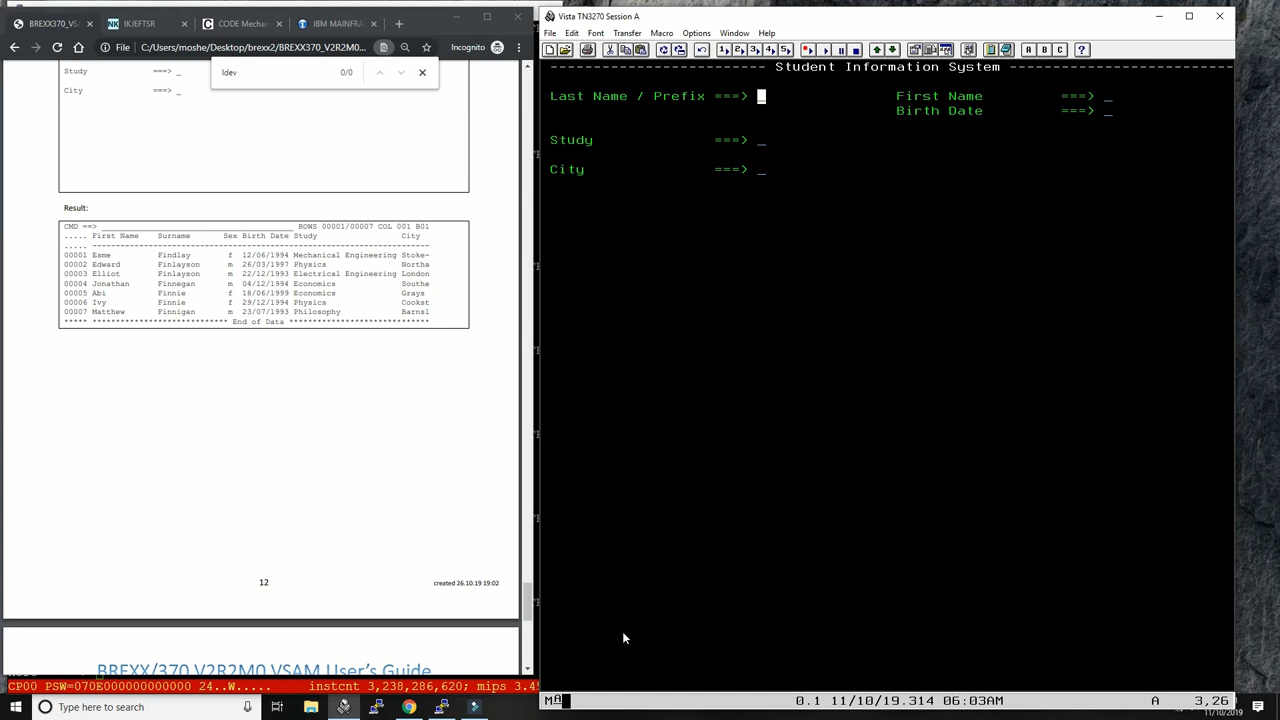 BREXX370_VSA
IKJEFTSR
CODE Mechan
IBM MAINFRA
File
C:/Users/moshe/Desktop/brexx2/BREXX370_V2R2M0...
Incognito
ldev 0/0
Study ===> _
City ===> _
Result:
CMD ==> ROWS 00001/00007 COL 001 B01
..... First Name Surname Sex Birth Date Study City
..... ----------------------------------------------------------
00001 Esme Findlay f 12/06/1994 Mechanical Engineering Stoke-
00002 Edward Finlayson m 26/03/1997 Physics Northa
00003 Elliot Finlayson m 22/12/1993 Electrical Engineering London
00004 Jonathan Finnegan m 04/12/1994 Economics Southe
00005 Abi Finnie f 18/06/1999 Economics Grays
00006 Ivy Finnie f 29/12/1994 Physics Cookst
00007 Matthew Finnigan m 23/07/1993 Philosophy Barnsl
***** **************************** End of Data *****************************
12
created 26.10.19 19:02
BREXX/370 V2R2M0 VSAM User's Guide
CP00 PSW=070E000000000000 24..W..... instcnt 3,238,286,620; mips 3.4
Type here to search
Vista TN3270 Session A
File Edit Font Transfer Macro Options Window Help
------------------------- Student Information System --------------------------
Last Name / Prefix ===> _ First Name ===> _
Birth Date ===> _
Study ===> _
City ===> _
0.1 11/10/19.314 06:03AM A 3,26
11/10/2019